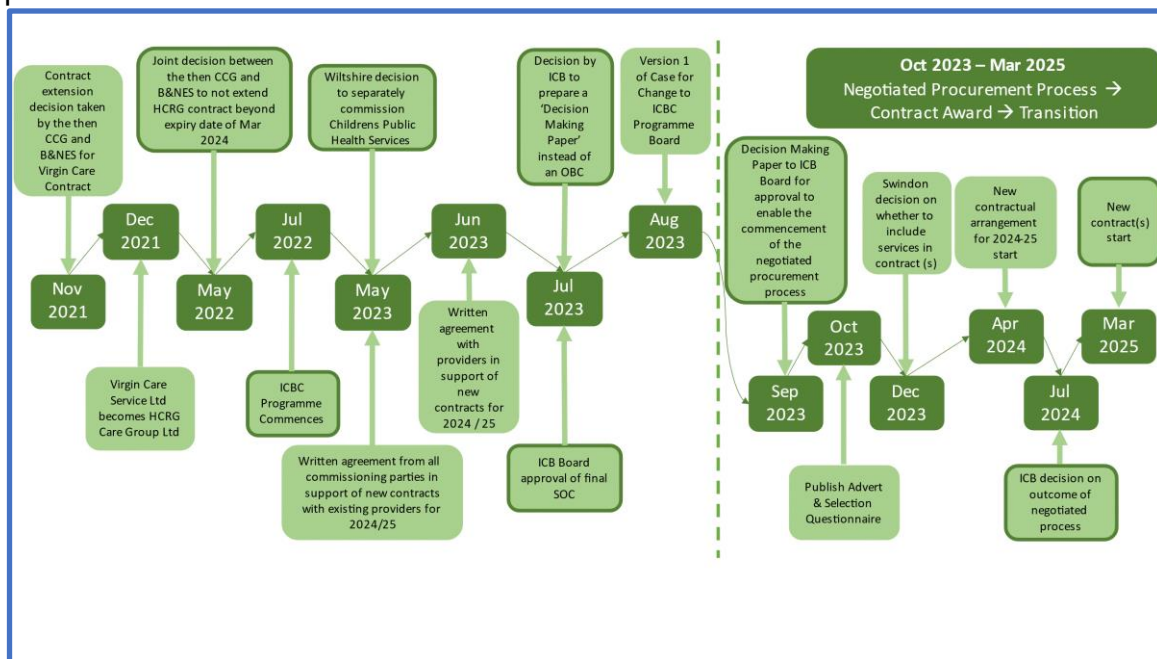 Contract
extension
decision taken
by the then
CCG and
B&NES for
Virgin Care
Contract
Nov
2021
Dec
2021
Virgin Care
Service Ltd
becomes HCRG
Care Group Ltd
Joint decision between
the then CCG and
B&NES to not extend
HCRG contract beyond
expiry date of Mar
2024
May
2022
Jul
2022
ICBC
Programme
Commences
Wiltshire decision
to separately
commission
Childrens Public
Health Services
May
2023
Written agreement from all
commissioning parties in
support of new contracts
with existing providers for
2024/25
Jun
2023
Written
agreement
with
providers in
support of
new
contracts for
2024 / 25
Decision by
ICB to
prepare a
‘Decision
Making
Paper’
instead of
an OBC
Jul
2023
ICB Board
approval of final
SOC
Version 1
of Case for
Change to
ICBC
Programme
Board
Aug
2023
Oct 2023 – Mar 2025
Negotiated Procurement Process →
Contract Award → Transition
Decision Making
Paper to ICB
Board for
approval to
enable the
commencement
of the
negotiated
procurement
process
Sep
2023
Oct
2023
Publish Advert
& Selection
Questionnaire
Swindon
decision on
whether to
include
services in
contract (s)
Dec
2023
New
contractual
arrangement
for 2024-25
start
Apr
2024
Jul
2024
ICB decision on
outcome of
negotiated
process
New
contract(s)
start
Mar
2025